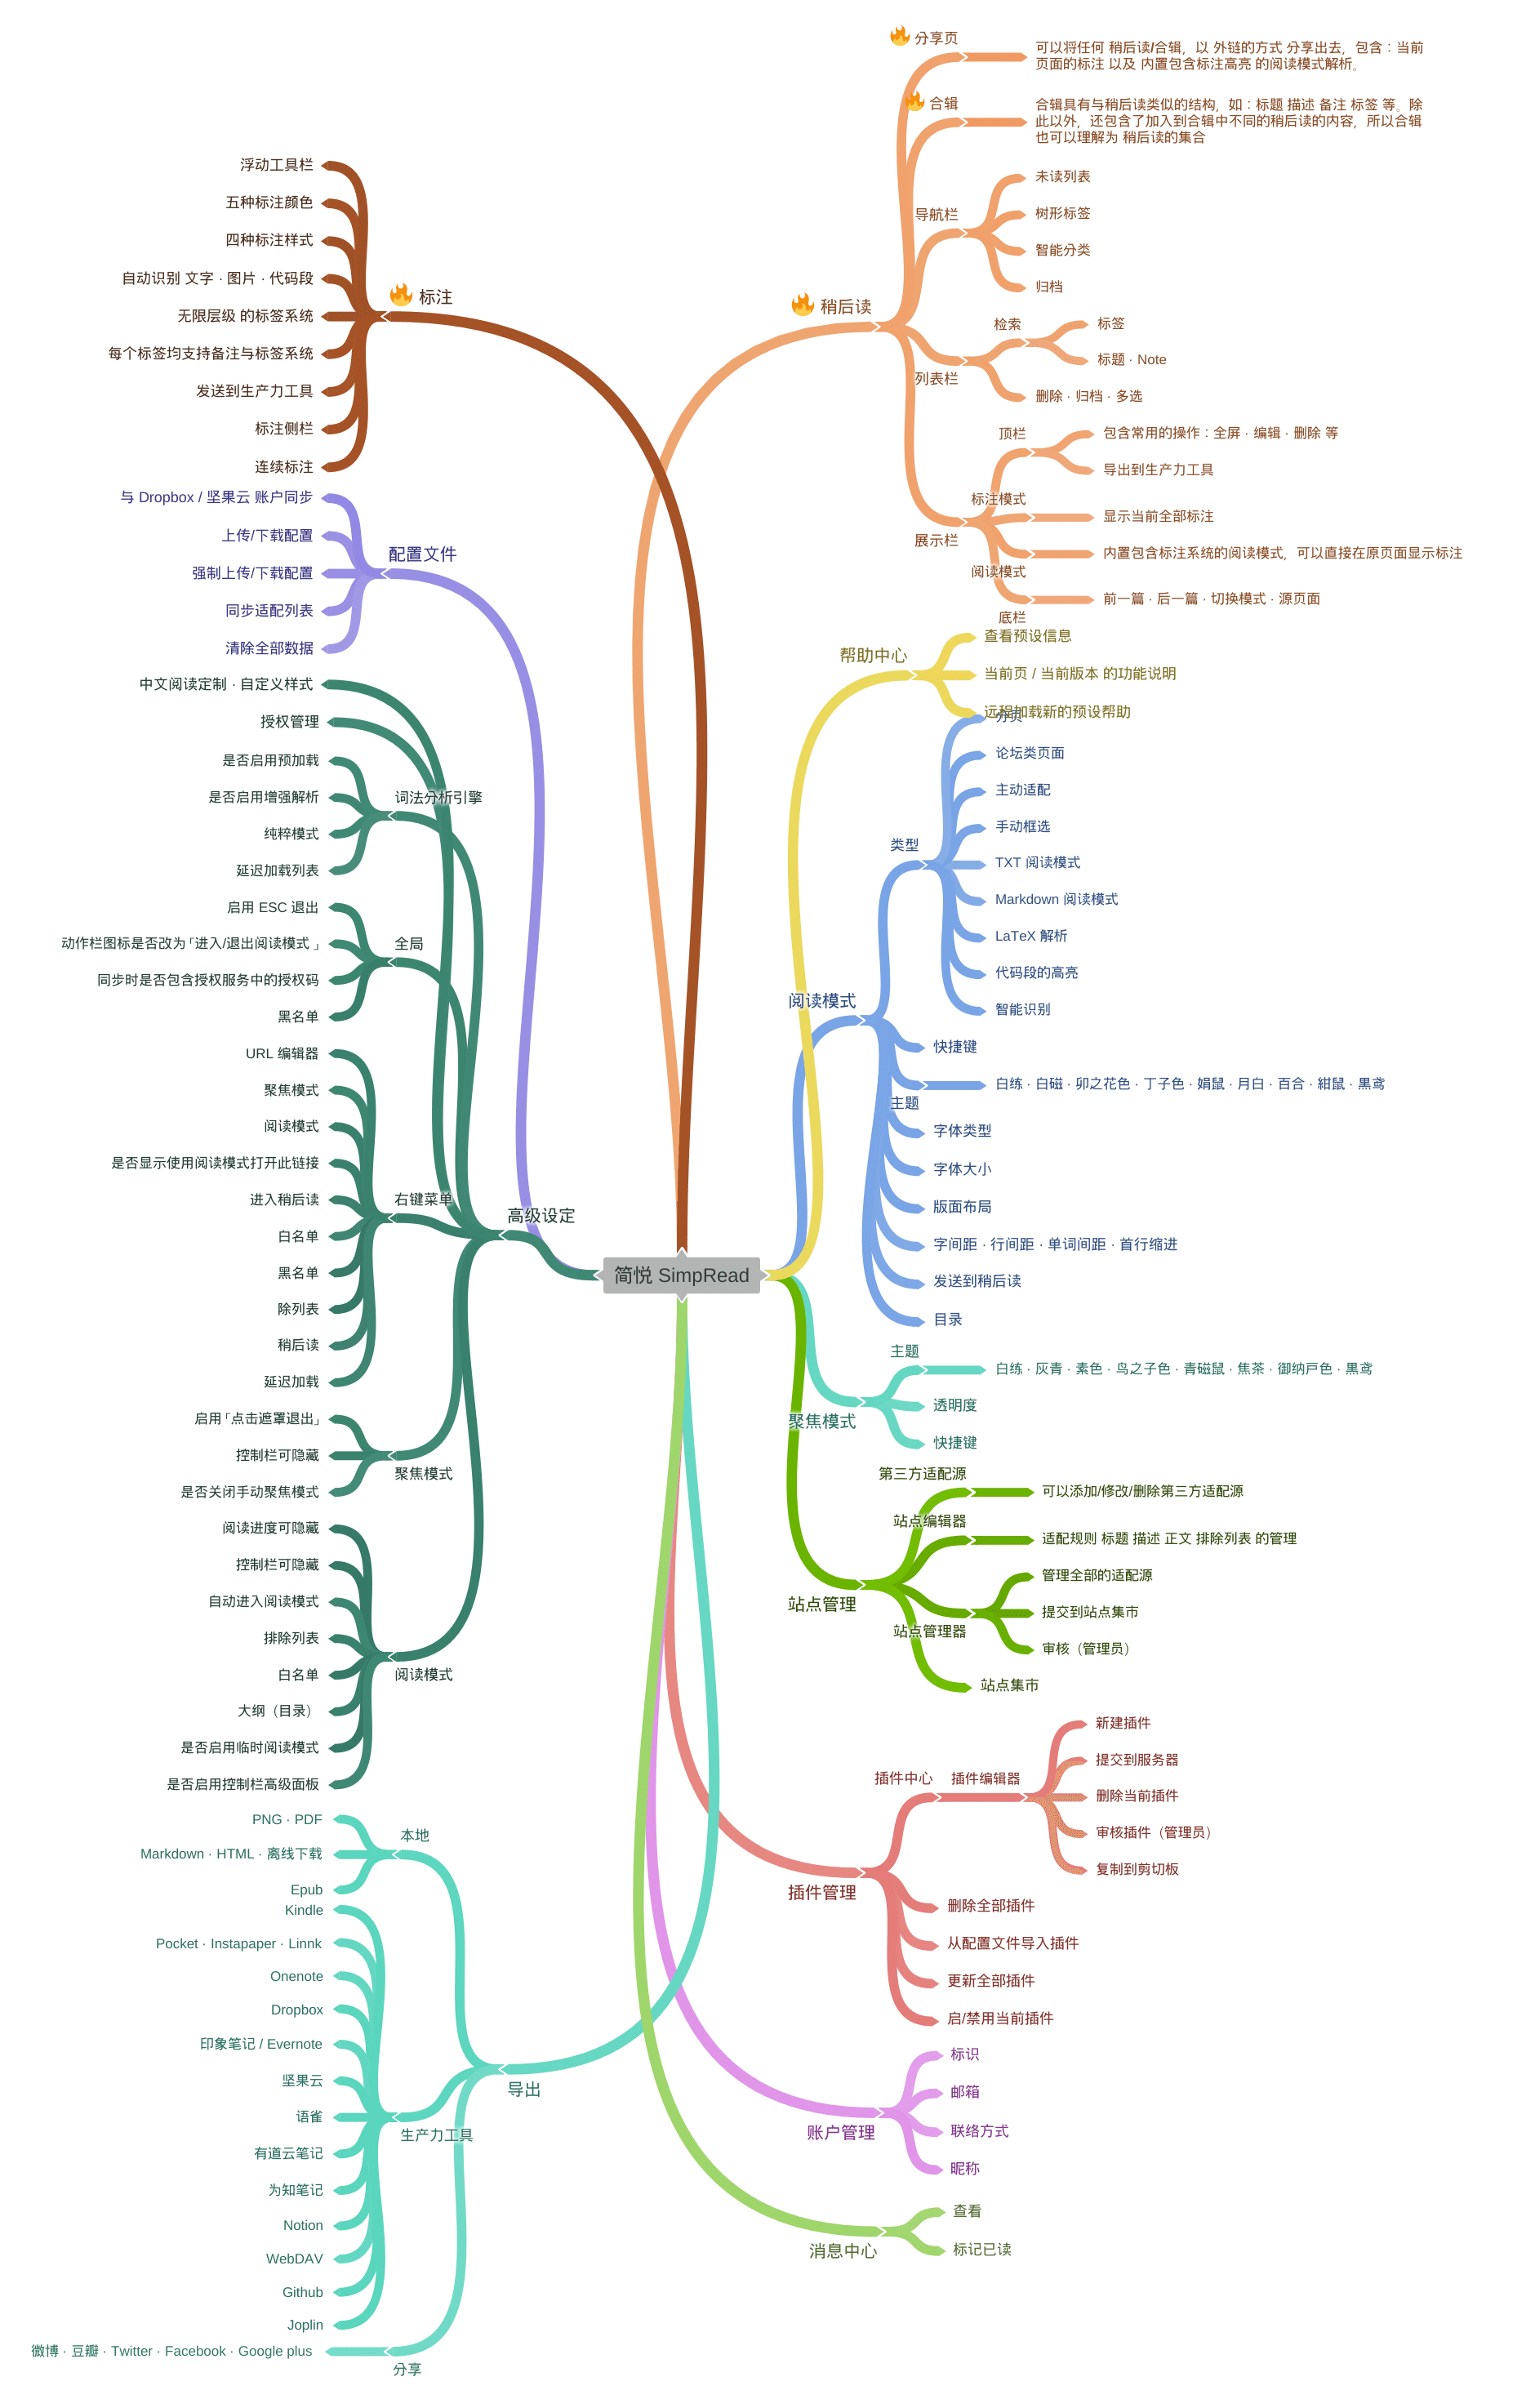 简悦 SimpRead
标注
浮动工具栏
五种标注颜色
四种标注样式
自动识别 文字 · 图片 · 代码段
无限层级 的标签系统
每个标签均支持备注与标签系统
发送到生产力工具
标注侧栏
连续标注
配置文件
与 Dropbox / 坚果云 账户同步
上传/下载配置
强制上传/下载配置
同步适配列表
清除全部数据
高级设定
中文阅读定制 · 自定义样式
授权管理
词法分析引擎
是否启用预加载
是否启用增强解析
纯粹模式
延迟加载列表
全局
启用 ESC 退出
动作栏图标是否改为「进入/退出阅读模式 」
同步时是否包含授权服务中的授权码
黑名单
右键菜单
URL 编辑器
聚焦模式
阅读模式
是否显示使用阅读模式打开此链接
进入稍后读
白名单
黑名单
除列表
稍后读
延迟加载
聚焦模式
启用「点击遮罩退出」
控制栏可隐藏
是否关闭手动聚焦模式
阅读模式
阅读进度可隐藏
控制栏可隐藏
自动进入阅读模式
排除列表
白名单
大纲（目录）
是否启用临时阅读模式
是否启用控制栏高级面板
导出
本地
PNG · PDF
Markdown · HTML · 离线下载
Epub
生产力工具
Kindle
Pocket · Instapaper · Linnk
Onenote
Dropbox
印象笔记 / Evernote
坚果云
语雀
有道云笔记
为知笔记
Notion
WebDAV
Github
Joplin
分享
微博 · 豆瓣 · Twitter · Facebook · Google plus
稍后读
分享页
可以将任何 稍后读/合辑，以 外链的方式 分享出去，包含：当前
页面的标注 以及 内置包含标注高亮 的阅读模式解析。
合辑
合辑具有与稍后读类似的结构，如：标题 描述 备注 标签 等。除
此以外，还包含了加入到合辑中不同的稍后读的内容，所以合辑
也可以理解为 稍后读的集合
导航栏
未读列表
树形标签
智能分类
归档
列表栏
检索
标签
标题 · Note
删除 · 归档 · 多选
展示栏
顶栏
包含常用的操作：全屏 · 编辑 · 删除 等
导出到生产力工具
标注模式
显示当前全部标注
阅读模式
内置包含标注系统的阅读模式，可以直接在原页面显示标注
底栏
前一篇 · 后一篇 · 切换模式 · 源页面
帮助中心
查看预设信息
当前页 / 当前版本 的功能说明
远程加载新的预设帮助
阅读模式
类型
分页
论坛类页面
主动适配
手动框选
TXT 阅读模式
Markdown 阅读模式
LaTeX 解析
代码段的高亮
智能识别
快捷键
主题
白练 · 白磁 · 卯之花色 · 丁子色 · 娟鼠 · 月白 · 百合 · 紺鼠 · 黒鸢
字体类型
字体大小
版面布局
字间距 · 行间距 · 单词间距 · 首行缩进
发送到稍后读
目录
聚焦模式
主题
白练 · 灰青 · 素色 · 鸟之子色 · 青磁鼠 · 焦茶 · 御纳戸色 · 黒鸢
透明度
快捷键
站点管理
第三方适配源
可以添加/修改/删除第三方适配源
站点编辑器
适配规则 标题 描述 正文 排除列表 的管理
站点管理器
管理全部的适配源
提交到站点集市
审核（管理员）
站点集市
插件管理
插件中心
插件编辑器
新建插件
提交到服务器
删除当前插件
审核插件（管理员）
复制到剪切板
删除全部插件
从配置文件导入插件
更新全部插件
启/禁用当前插件
账户管理
标识
邮箱
联络方式
昵称
消息中心
查看
标记已读